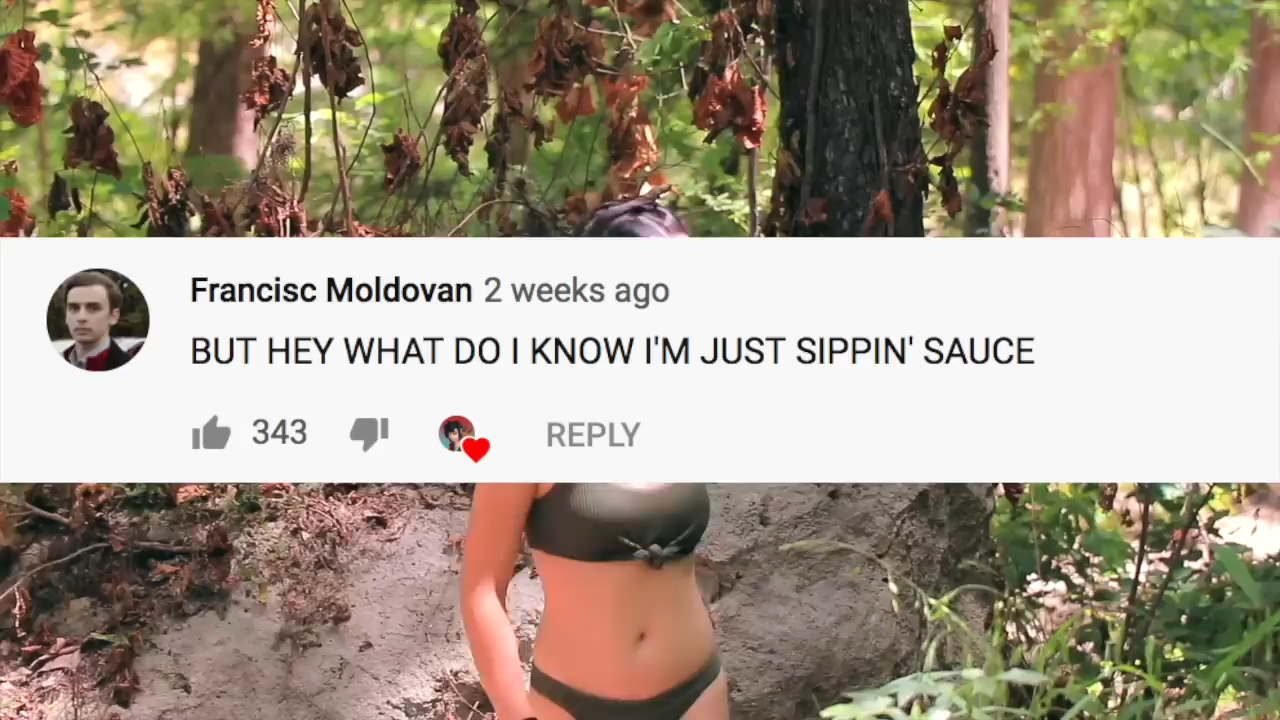 Francisc Moldovan 2 weeks ago
BUT HEY WHAT DO I KNOW I'M JUST SIPPIN' SAUCE
343 REPLY